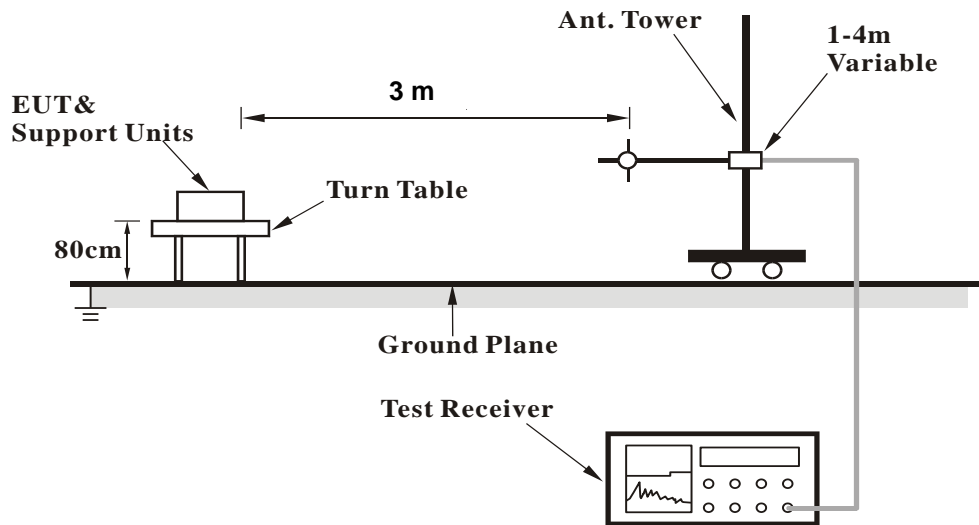 Ant. Tower
1-4m
Variable
3 m
EUT&
Support Units
Turn Table
80cm
Ground Plane
Test Receiver